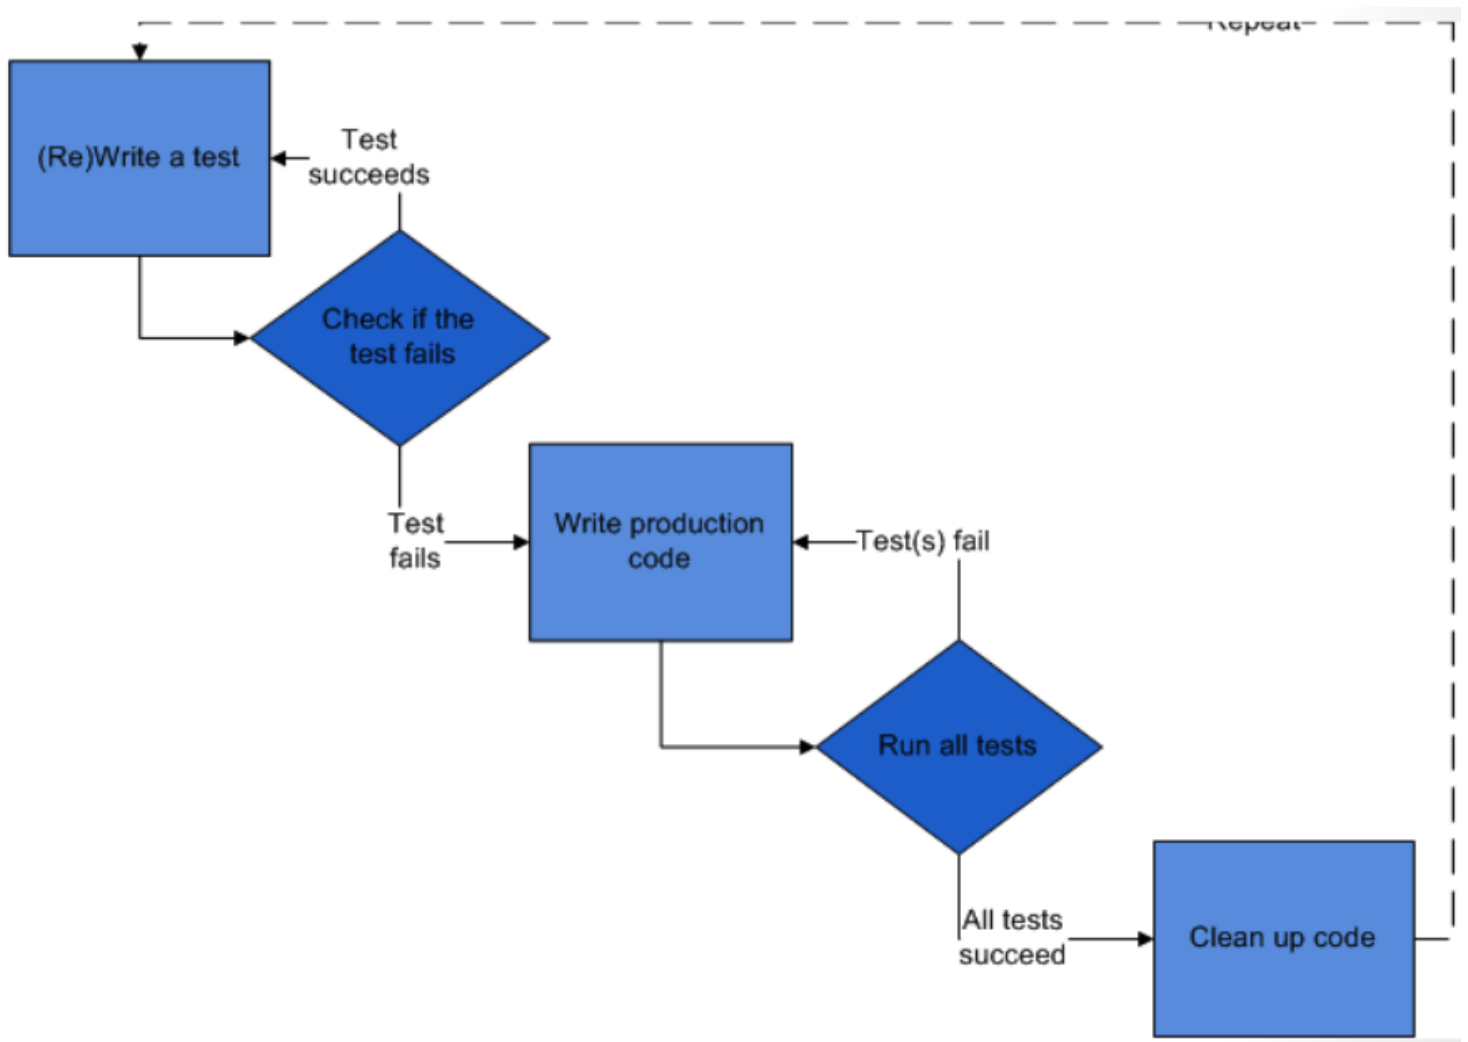 Repeat
(Re)Write a test
Test
succeeds
Check if the
test fails
Test
fails
Write production
code
Test(s) fail
Run all tests
All tests
succeed
Clean up code